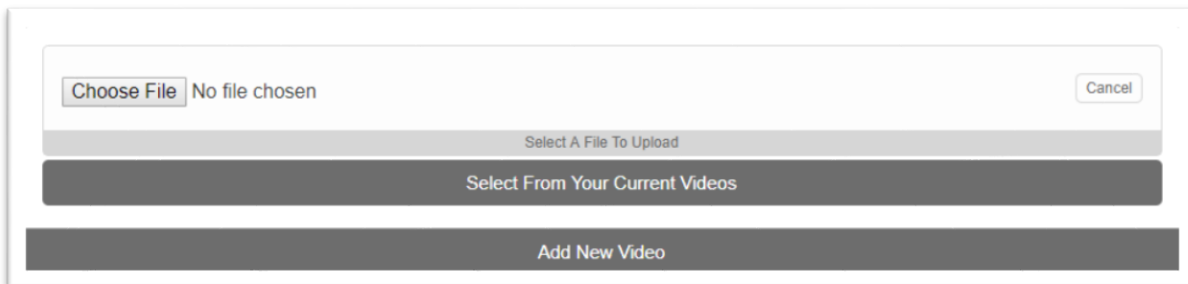 Choose File No file chosen Cancel
Select A File To Upload
Select From Your Current Videos
Add New Video